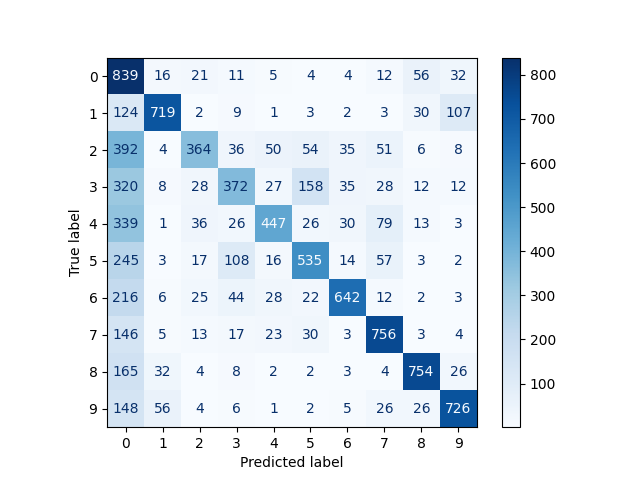 0 839 16 21 11 5 4 4 12 56 32
1 124 719 2 9 1 3 2 3 30 107
2 392 4 364 36 50 54 35 51 6 8
3 320 8 28 372 27 158 35 28 12 12
4 339 1 36 26 447 26 30 79 13 3
5 245 3 17 108 16 535 14 57 3 2
6 216 6 25 44 28 22 642 12 2 3
7 146 5 13 17 23 30 3 756 3 4
8 165 32 4 8 2 2 3 4 754 26
9 148 56 4 6 1 2 5 26 26 726
0 1 2 3 4 5 6 7 8 9
Predicted label
True label
800
700
600
500
400
300
200
100